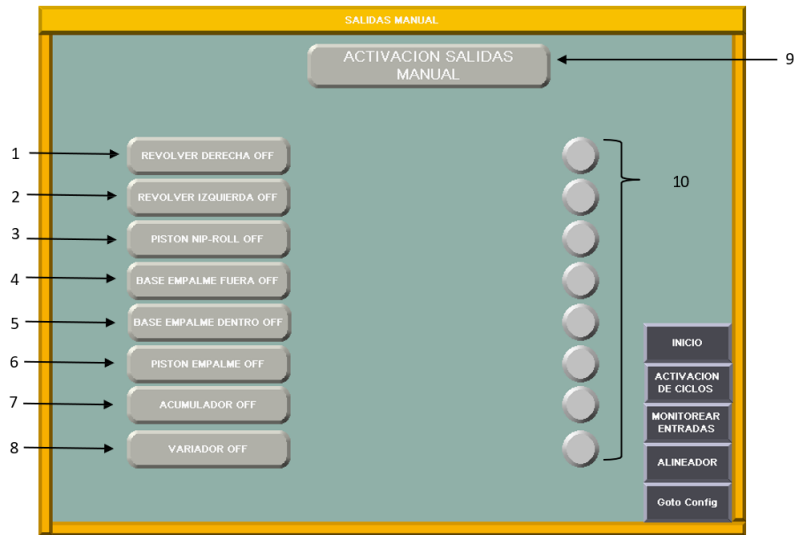 SALIDAS MANUAL
ACTIVACION SALIDAS
MANUAL
9
1
REVOLVER DERECHA OFF
2
REVOLVER IZQUIERDA OFF
10
3
PISTON NIP-ROLL OFF
4
BASE EMPALME FUERA OFF
5
BASE EMPALME DENTRO OFF
6
PISTON EMPALME OFF
7
ACUMULADOR OFF
8
VARIADOR OFF
INICIO
ACTIVACION
DE CICLOS
MONITOREAR
ENTRADAS
ALINEADOR
Goto Config